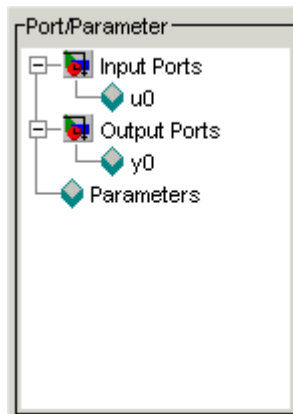 Port/Parameter
Input Ports
u0
Output Ports
y0
Parameters